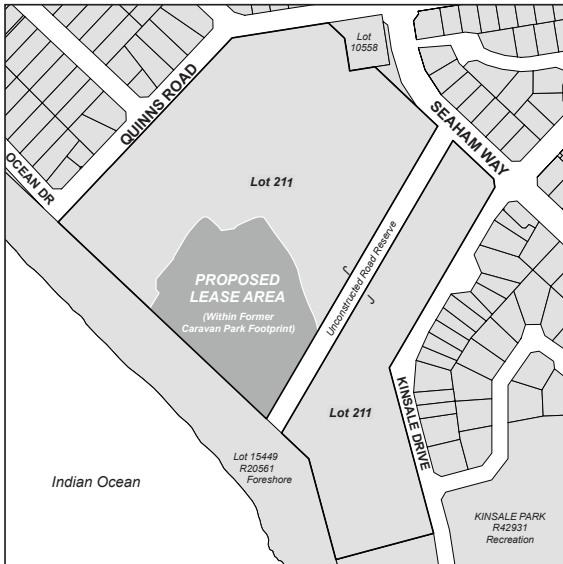 Lot
10558
QUINNS ROAD
SEAHAM WAY
OCEAN DR
Lot 211
PROPOSED
LEASE AREA
(Within Former
Caravan Park Footprint)
Unconstructed Road Reserve
KINSALE DRIVE
Lot 211
Lot 15449
R20561
Foreshore
Indian Ocean
KINSALE PARK
R42931
Recreation